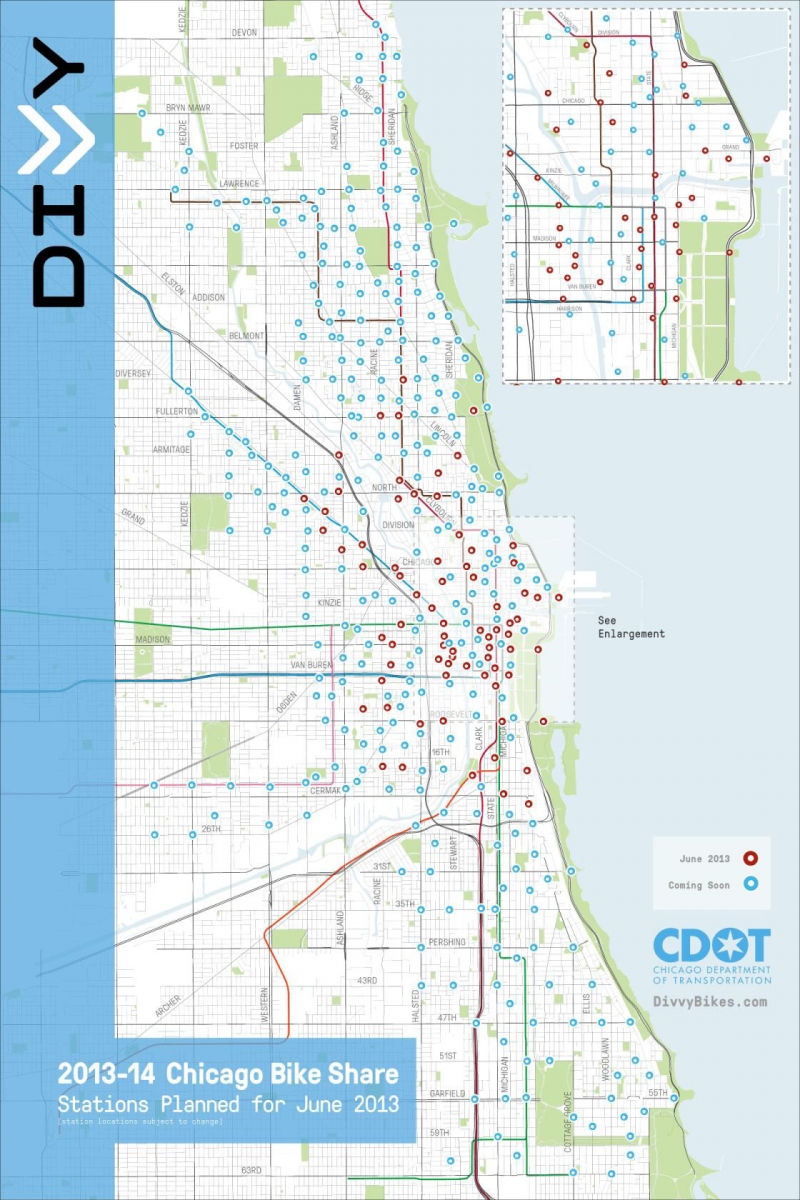 DIVVY
KEDZIE
DEVON
RIDGE
BRYN MAWR
KEDZIE
ASHLAND
SHERIDAN
FOSTER
LAWRENCE
ELSTON
ADDISON
BELMONT
RACINE
SHERIDAN
DIVERSEY
DAMEN
FULLERTON
LINCOLN
ARMITAGE
NORTH
CLYBOURN
KEDZIE
GRAND
DIVISION
CHICAGO
KINZIE
MADISON
VAN BUREN
OGDEN
ROOSEVELT
CLARK
MICHIGAN
16TH
CERMAK
STATE
26TH
STEWART
31ST
RACINE
35TH
ASHLAND
PERSHING
43RD
ARCHER
WESTERN
HALSTED
ELLIS
47TH
WOODLAWN
51ST
MICHIGAN
GARFIELD
COTTAGE GROVE
55TH
59TH
63RD
CLYBOURN
DIVISION
STATE
CHICAGO
GRAND
KINZIE
MILWAUKEE
MADISON
HALSTED
CLARK
VAN BUREN
HARRISON
MICHIGAN
See
Enlargement
June 2013
Coming Soon
CDOT
CHICAGO DEPARTMENT
OF TRANSPORTATION
DivvyBikes.com
2013-14 Chicago Bike Share
Stations Planned for June 2013
[station locations subject to change]